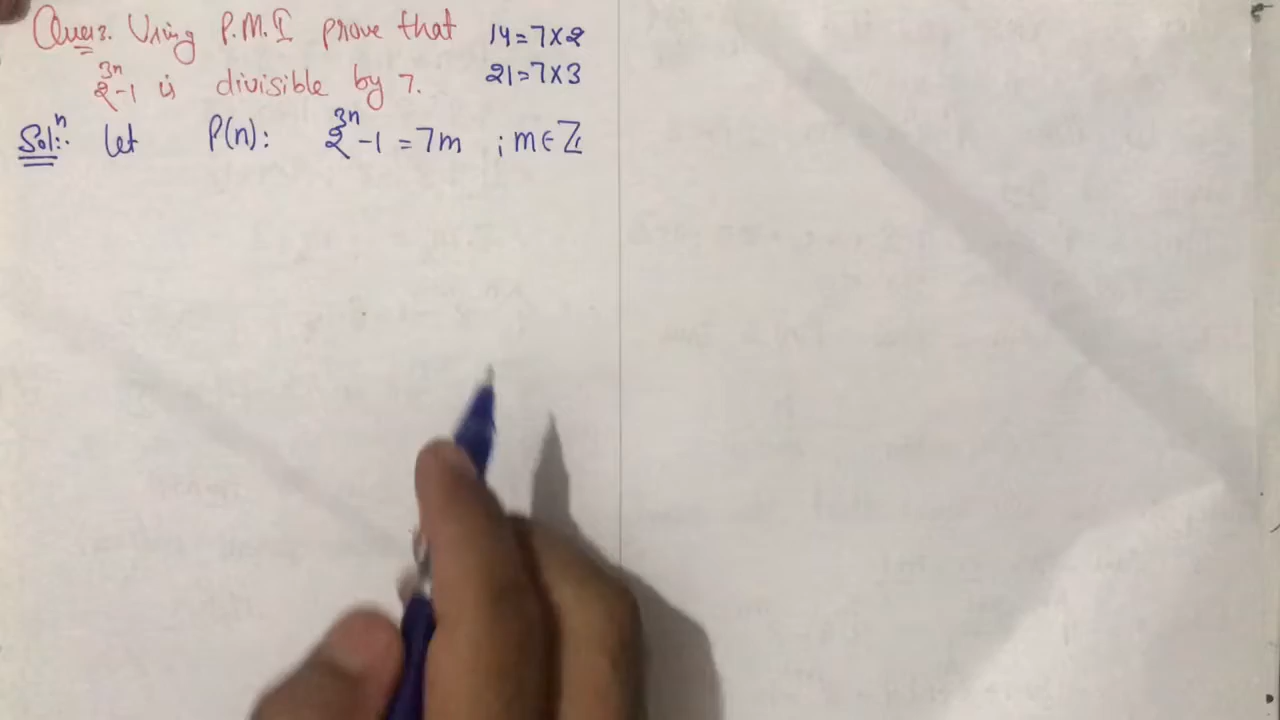 Ques. Using P.M.I prove that
2^{3n}-1 is divisible by 7.
14=7×2
21=7×3
Sol^n:. let P(n): 2^{3n}-1=7m ; m∈ℤ